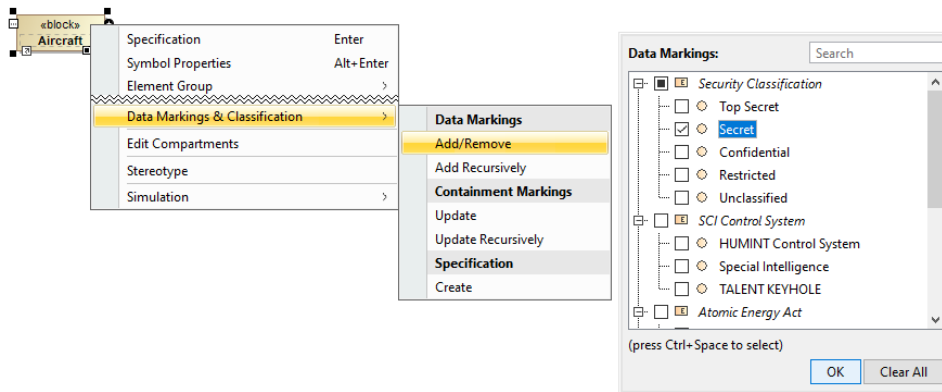 «block»
Aircraft
Specification Enter
Symbol Properties Alt+Enter
Element Group
Data Markings & Classification
Edit Compartments
Stereotype
Simulation
Data Markings
Add/Remove
Add Recursively
Containment Markings
Update
Update Recursively
Specification
Create
Data Markings: Search
Security Classification
Top Secret
Secret
Confidential
Restricted
Unclassified
SCI Control System
HUMINT Control System
Special Intelligence
TALENT KEYHOLE
Atomic Energy Act
(press Ctrl+Space to select)
OK Clear All